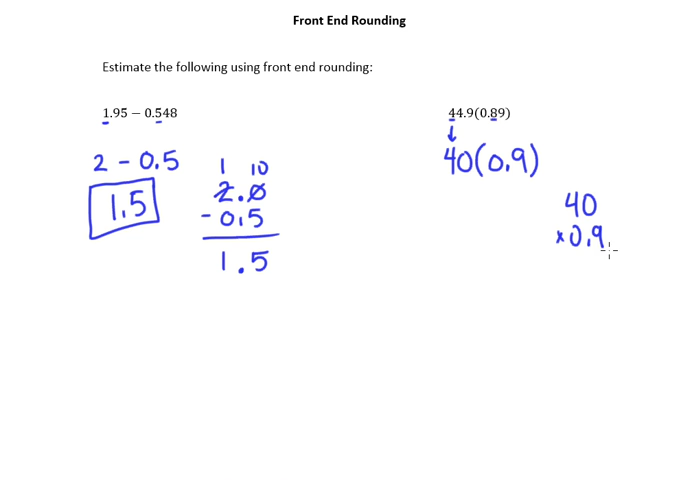 Front End Rounding
Estimate the following using front end rounding:
1.95 − 0.548
2 - 0.5
1.5
1 10
2.0
- 0.5
1.5
44.9(0.89)
40(0.9)
40
x0.9